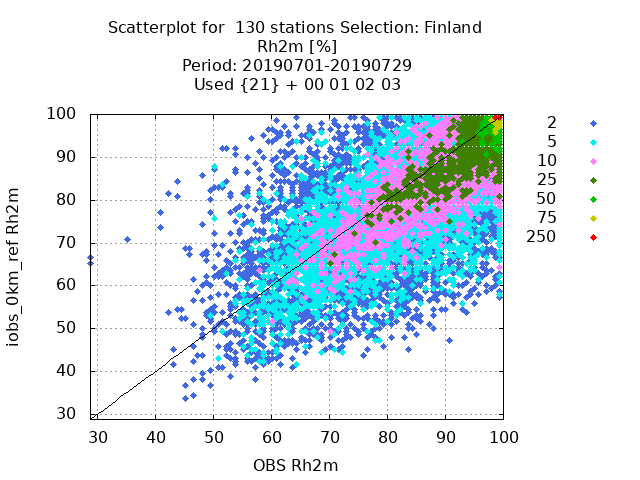 Scatterplot for  130 stations Selection: Finland
Rh2m [%]
Period: 20190701-20190729
Used {21} + 00 01 02 03
100
90
80
70
60
50
40
30
iobs_0km_ref Rh2m
30 40 50 60 70 80 90 100
OBS Rh2m
2
5
10
25
50
75
250